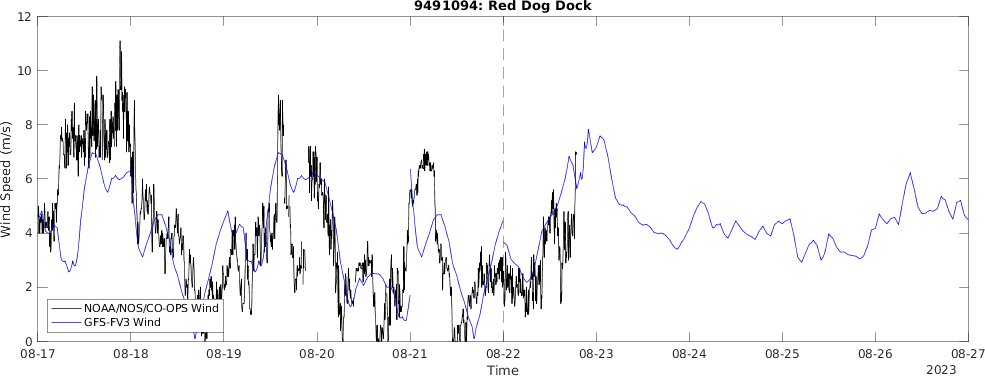 9491094: Red Dog Dock
12
10
8
6
4
2
0
Wind Speed (m/s)
NOAA/NOS/CO-OPS Wind
GFS-FV3 Wind
08-17 08-18 08-19 08-20 08-21 08-22 08-23 08-24 08-25 08-26 08-27
Time
2023